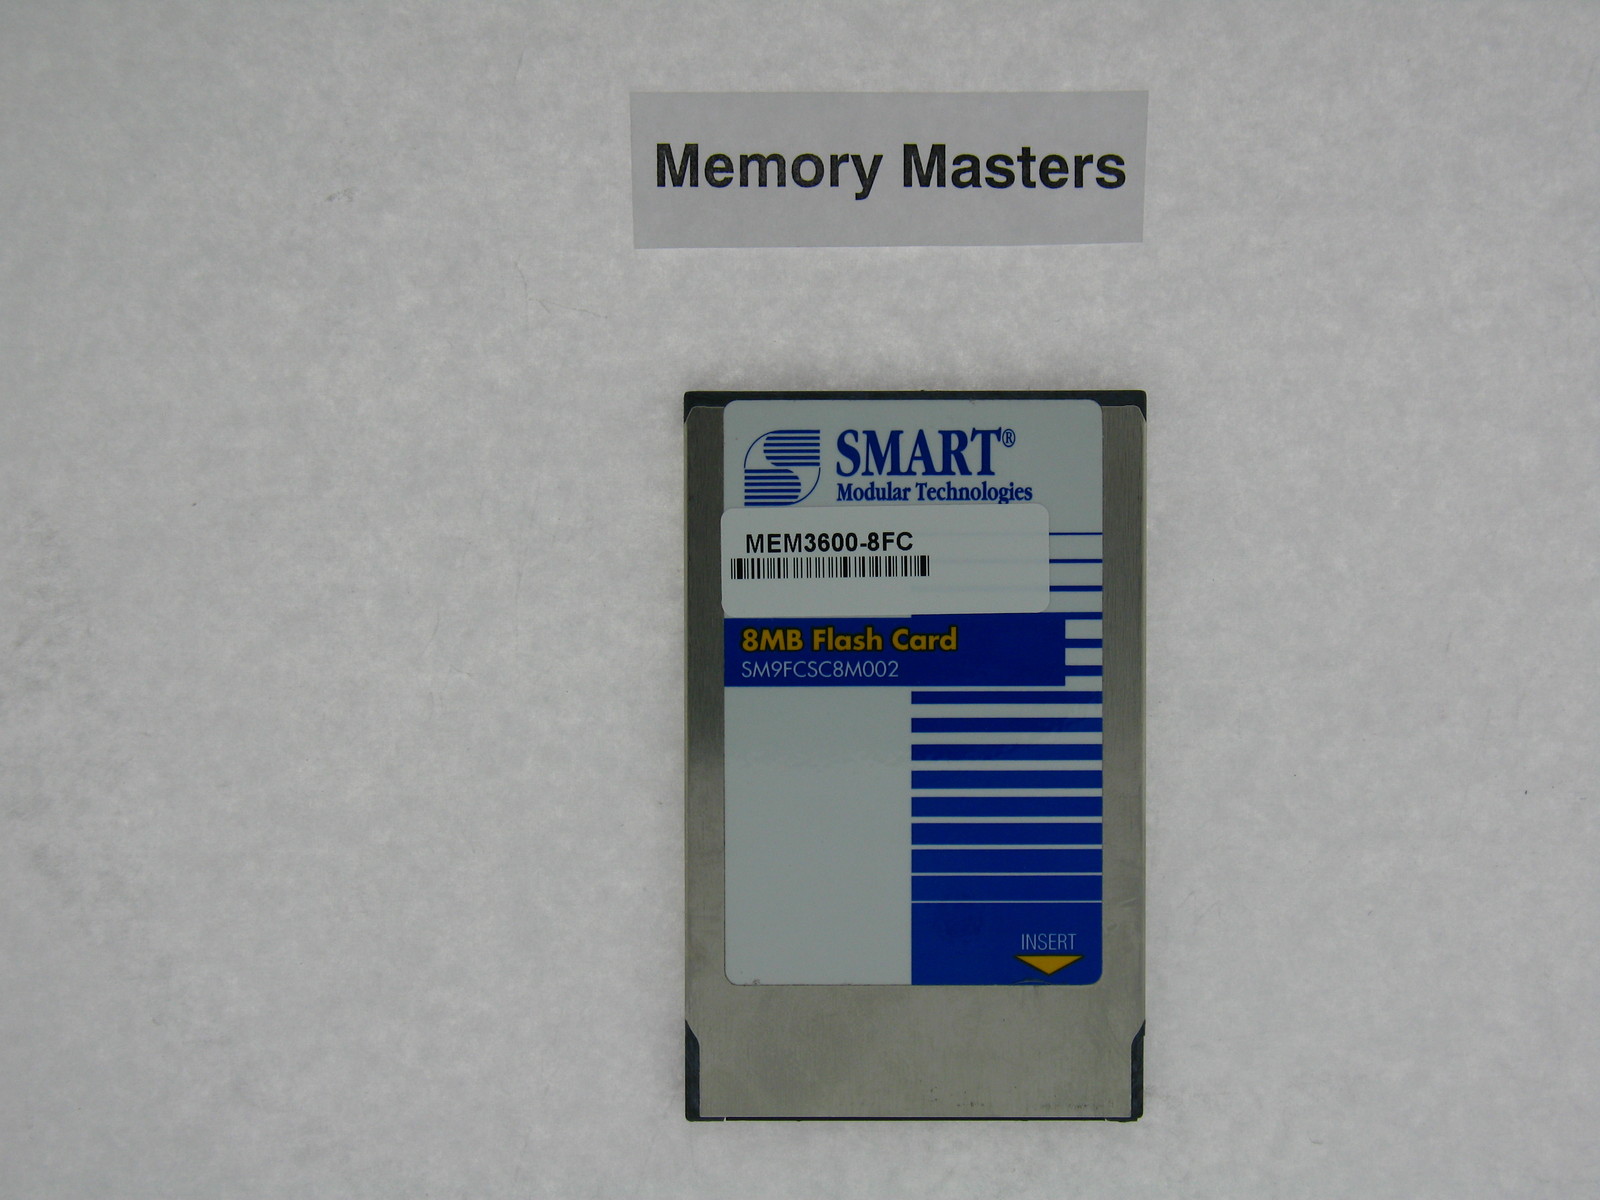 Memory Masters
SMART®
Modular Technologies
MEM3600-8FC
8MB Flash Card
SM9FCSC8M002
INSERT